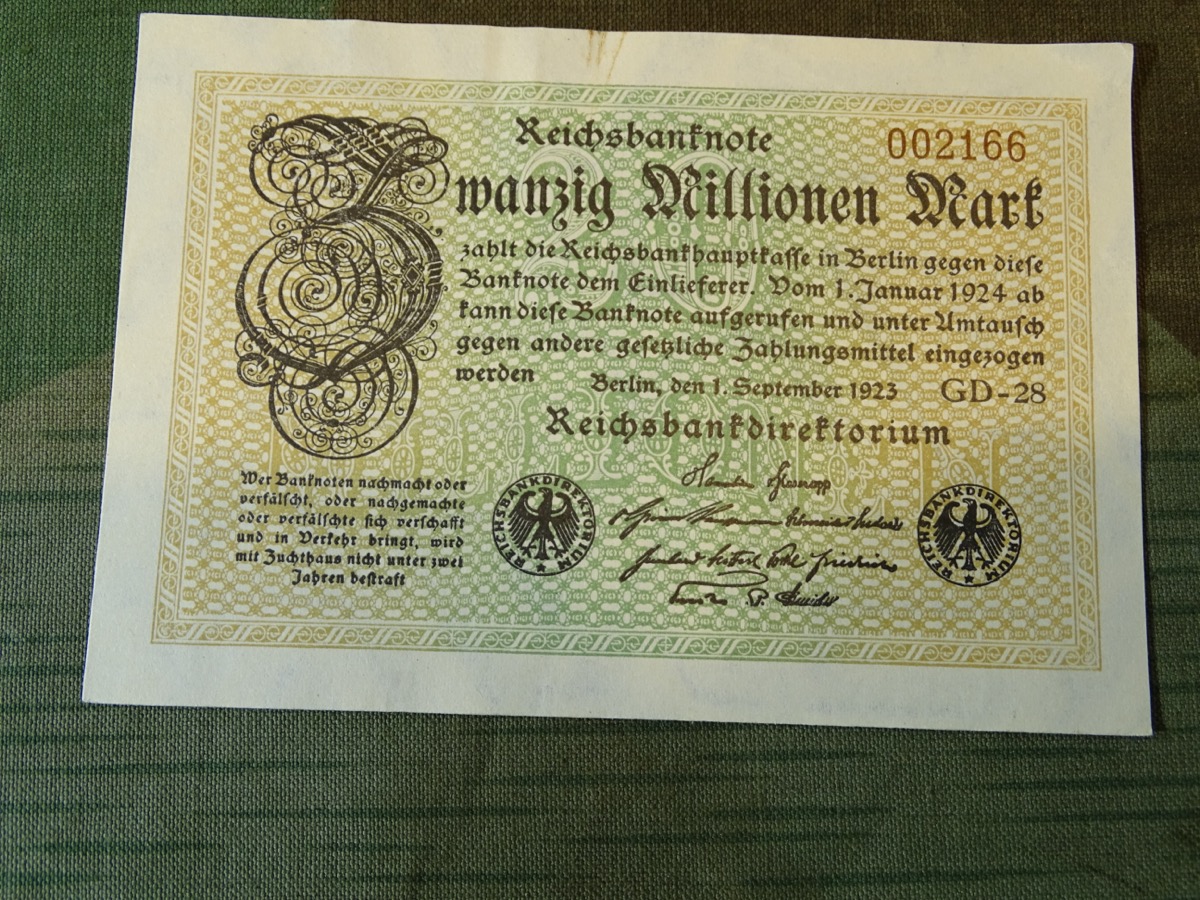 Reichsbanknote
002166
Zwanzig Millionen Mark
zahlt die Reichsbankhauptkasse in Berlin gegen diese
Banknote dem Einlieferer. Vom 1. Januar 1924 ab
kann diese Banknote aufgerufen und unter Umtausch
gegen andere gesetzliche Zahlungsmittel eingezogen
werden
Berlin, den 1. September 1923
GD-28
Reichsbankdirektorium
Wer Banknoten nachmacht oder
verfälscht, oder nachgemachte
oder verfälschte sich verschafft
und in Verkehr bringt, wird
mit Zuchthaus nicht unter zwei
Jahren bestraft
REICHSBANKDIREKTORIUM
REICHSBANKDIREKTORIUM
20
MILLIONEN